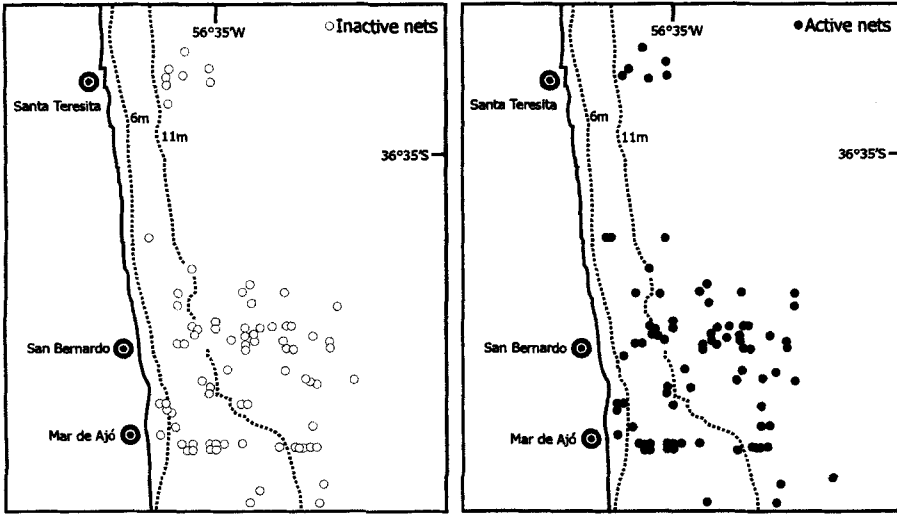 56°35'W
Inactive nets
Santa Teresita
6m
11m
36°35'S
San Bernardo
Mar de Ajó
56°35'W
Active nets
Santa Teresita
6m
11m
36°35'S
San Bernardo
Mar de Ajó